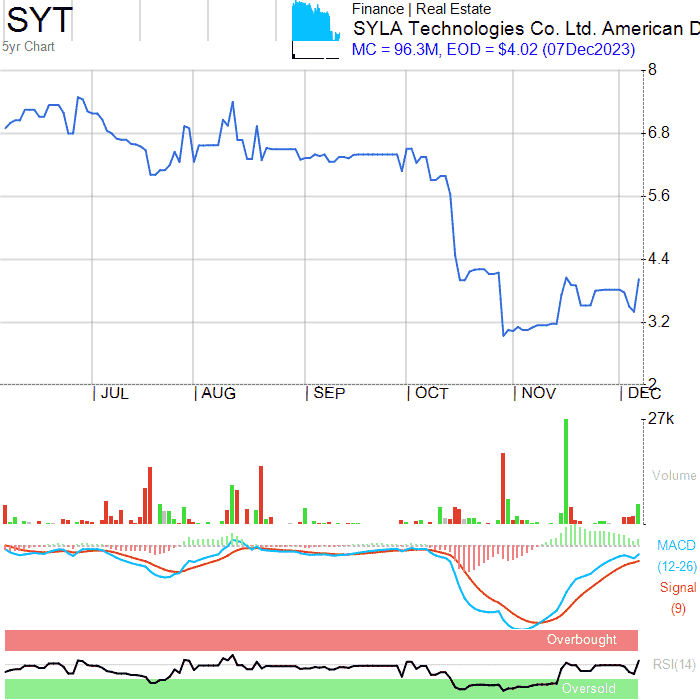 SYT
5yr Chart
Finance | Real Estate
SYLA Technologies Co. Ltd. American D
MC = 96.3M, EOD = $4.02 (07Dec2023)
8
6.8
5.6
4.4
3.2
2
JUL AUG SEP OCT NOV DEC
27k
Volume
MACD
(12-26)
Signal
(9)
Overbought
RSI(14)
Oversold